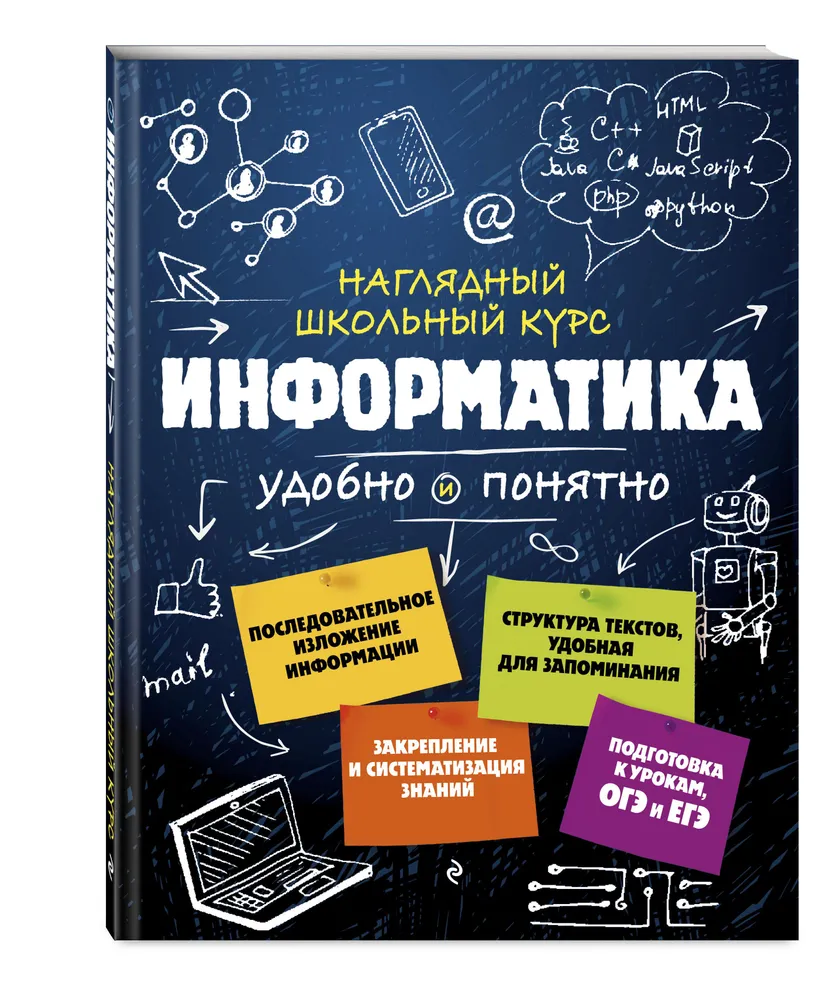 HTML
C++
Java
C#
JavaScript
php
python
@
НАГЛЯДНЫЙ
ШКОЛЬНЫЙ КУРС
ИНФОРМАТИКА
УДОБНО И ПОНЯТНО
ПОСЛЕДОВАТЕЛЬНОЕ
ИЗЛОЖЕНИЕ
ИНФОРМАЦИИ
СТРУКТУРА ТЕКСТОВ,
УДОБНАЯ
ДЛЯ ЗАПОМИНАНИЯ
mail
ЗАКРЕПЛЕНИЕ
И СИСТЕМАТИЗАЦИЯ
ЗНАНИЙ
ПОДГОТОВКА
К УРОКАМ,
ОГЭ и ЕГЭ
ИНФОРМАТИКА
НАГЛЯДНЫЙ ШКОЛЬНЫЙ КУРС